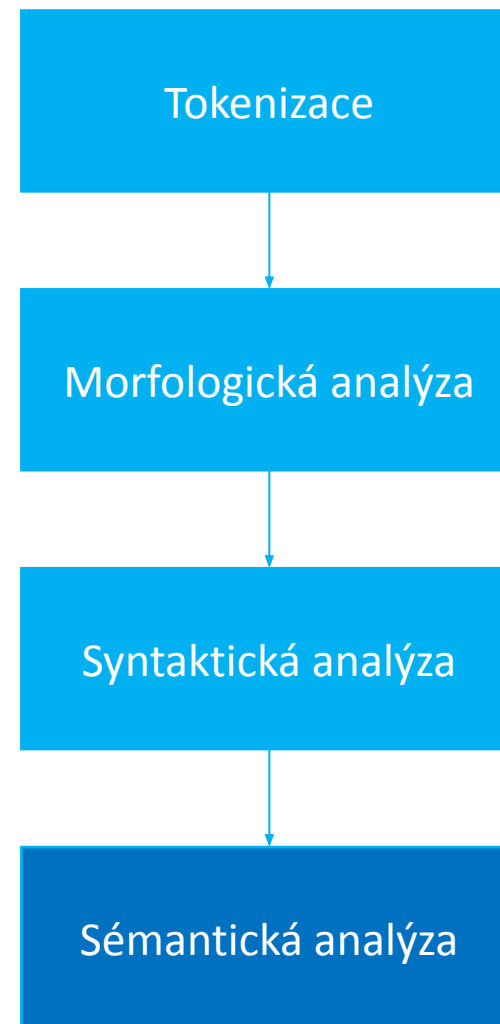 Tokenizace
Morfologická analýza
Syntaktická analýza
Sémantická analýza